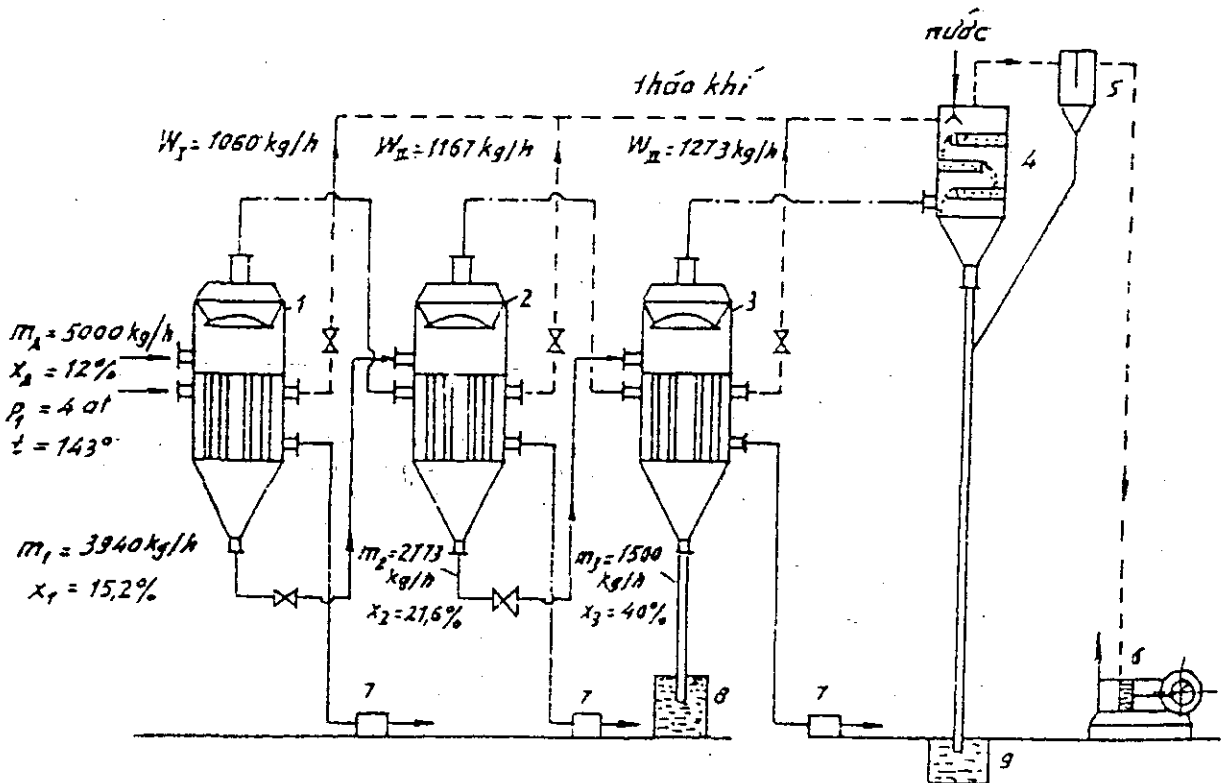 nước
tháo khí
5
W_I = 1060 kg/h
W_II = 1167 kg/h
W_III = 1273 kg/h
4
1
2
3
m_A = 5000 kg/h
x_A = 12%
p_1 = 4 at
t = 143°
m_1 = 3940 kg/h
x_1 = 15,2%
m_2 = 2773
kg/h
x_2 = 21,6%
m_3 = 1500
kg/h
x_3 = 40%
6
7
7
8
7
9